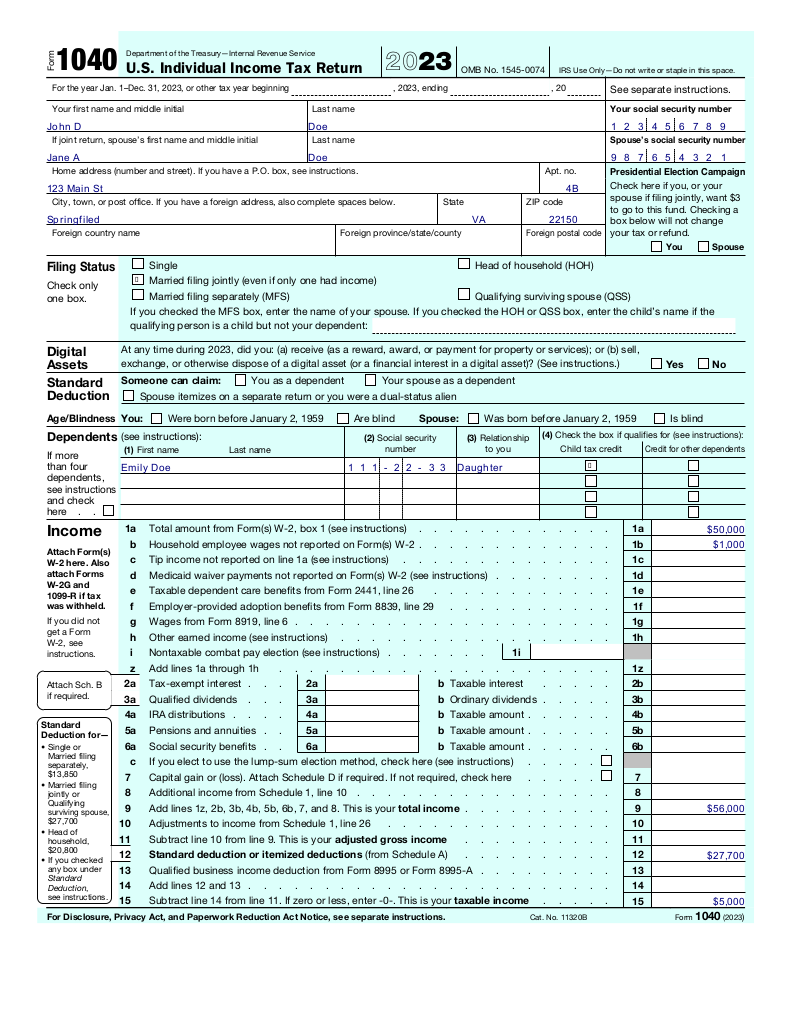 Form 1040 Department of the Treasury—Internal Revenue Service
U.S. Individual Income Tax Return 2023 OMB No. 1545-0074 IRS Use Only—Do not write or staple in this space.
For the year Jan. 1–Dec. 31, 2023, or other tax year beginning , 2023, ending , 20 See separate instructions.
Your first name and middle initial Last name Your social security number
John D Doe 1 2 3 4 5 6 7 8 9
If joint return, spouse's first name and middle initial Last name Spouse's social security number
Jane A Doe 9 8 7 6 5 4 3 2 1
Home address (number and street). If you have a P.O. box, see instructions. Apt. no.
123 Main St 4B
City, town, or post office. If you have a foreign address, also complete spaces below. State ZIP code
Springfiled VA 22150
Foreign country name Foreign province/state/county Foreign postal code
Presidential Election Campaign
Check here if you, or your
spouse if filing jointly, want $3
to go to this fund. Checking a
box below will not change
your tax or refund.
You Spouse
Filing Status
Check only
one box.
Single Head of household (HOH)
Married filing jointly (even if only one had income)
Married filing separately (MFS) Qualifying surviving spouse (QSS)
If you checked the MFS box, enter the name of your spouse. If you checked the HOH or QSS box, enter the child's name if the
qualifying person is a child but not your dependent:
Digital
Assets
At any time during 2023, did you: (a) receive (as a reward, award, or payment for property or services); or (b) sell,
exchange, or otherwise dispose of a digital asset (or a financial interest in a digital asset)? (See instructions.) Yes No
Standard
Deduction
Someone can claim: You as a dependent Your spouse as a dependent
Spouse itemizes on a separate return or you were a dual-status alien
Age/Blindness You: Were born before January 2, 1959 Are blind Spouse: Was born before January 2, 1959 Is blind
Dependents (see instructions):
(1) First name Last name (2) Social security number (3) Relationship to you (4) Check the box if qualifies for (see instructions):
Child tax credit Credit for other dependents
If more
than four
dependents,
see instructions
and check
here . .
Emily Doe 1 1 1 - 2 2 - 3 3 Daughter
Income
Attach Form(s)
W-2 here. Also
attach Forms
W-2G and
1099-R if tax
was withheld.
If you did not
get a Form
W-2, see
instructions.
1a Total amount from Form(s) W-2, box 1 (see instructions) 1a $50,000
b Household employee wages not reported on Form(s) W-2 1b $1,000
c Tip income not reported on line 1a (see instructions) 1c
d Medicaid waiver payments not reported on Form(s) W-2 (see instructions) 1d
e Taxable dependent care benefits from Form 2441, line 26 1e
f Employer-provided adoption benefits from Form 8839, line 29 1f
g Wages from Form 8919, line 6 1g
h Other earned income (see instructions) 1h
i Nontaxable combat pay election (see instructions) 1i
z Add lines 1a through 1h 1z
Attach Sch. B
if required.
2a Tax-exempt interest 2a b Taxable interest 2b
3a Qualified dividends 3a b Ordinary dividends 3b
4a IRA distributions 4a b Taxable amount 4b
5a Pensions and annuities 5a b Taxable amount 5b
6a Social security benefits 6a b Taxable amount 6b
c If you elect to use the lump-sum election method, check here (see instructions)
7 Capital gain or (loss). Attach Schedule D if required. If not required, check here 7
8 Additional income from Schedule 1, line 10 8
9 Add lines 1z, 2b, 3b, 4b, 5b, 6b, 7, and 8. This is your total income 9 $56,000
10 Adjustments to income from Schedule 1, line 26 10
11 Subtract line 10 from line 9. This is your adjusted gross income 11
12 Standard deduction or itemized deductions (from Schedule A) 12 $27,700
13 Qualified business income deduction from Form 8995 or Form 8995-A 13
14 Add lines 12 and 13 14
15 Subtract line 14 from line 11. If zero or less, enter -0-. This is your taxable income 15 $5,000
Standard
Deduction for—
• Single or
Married filing
separately,
$13,850
• Married filing
jointly or
Qualifying
surviving spouse,
$27,700
• Head of
household,
$20,800
• If you checked
any box under
Standard
Deduction,
see instructions.
For Disclosure, Privacy Act, and Paperwork Reduction Act Notice, see separate instructions. Cat. No. 11320B Form 1040 (2023)